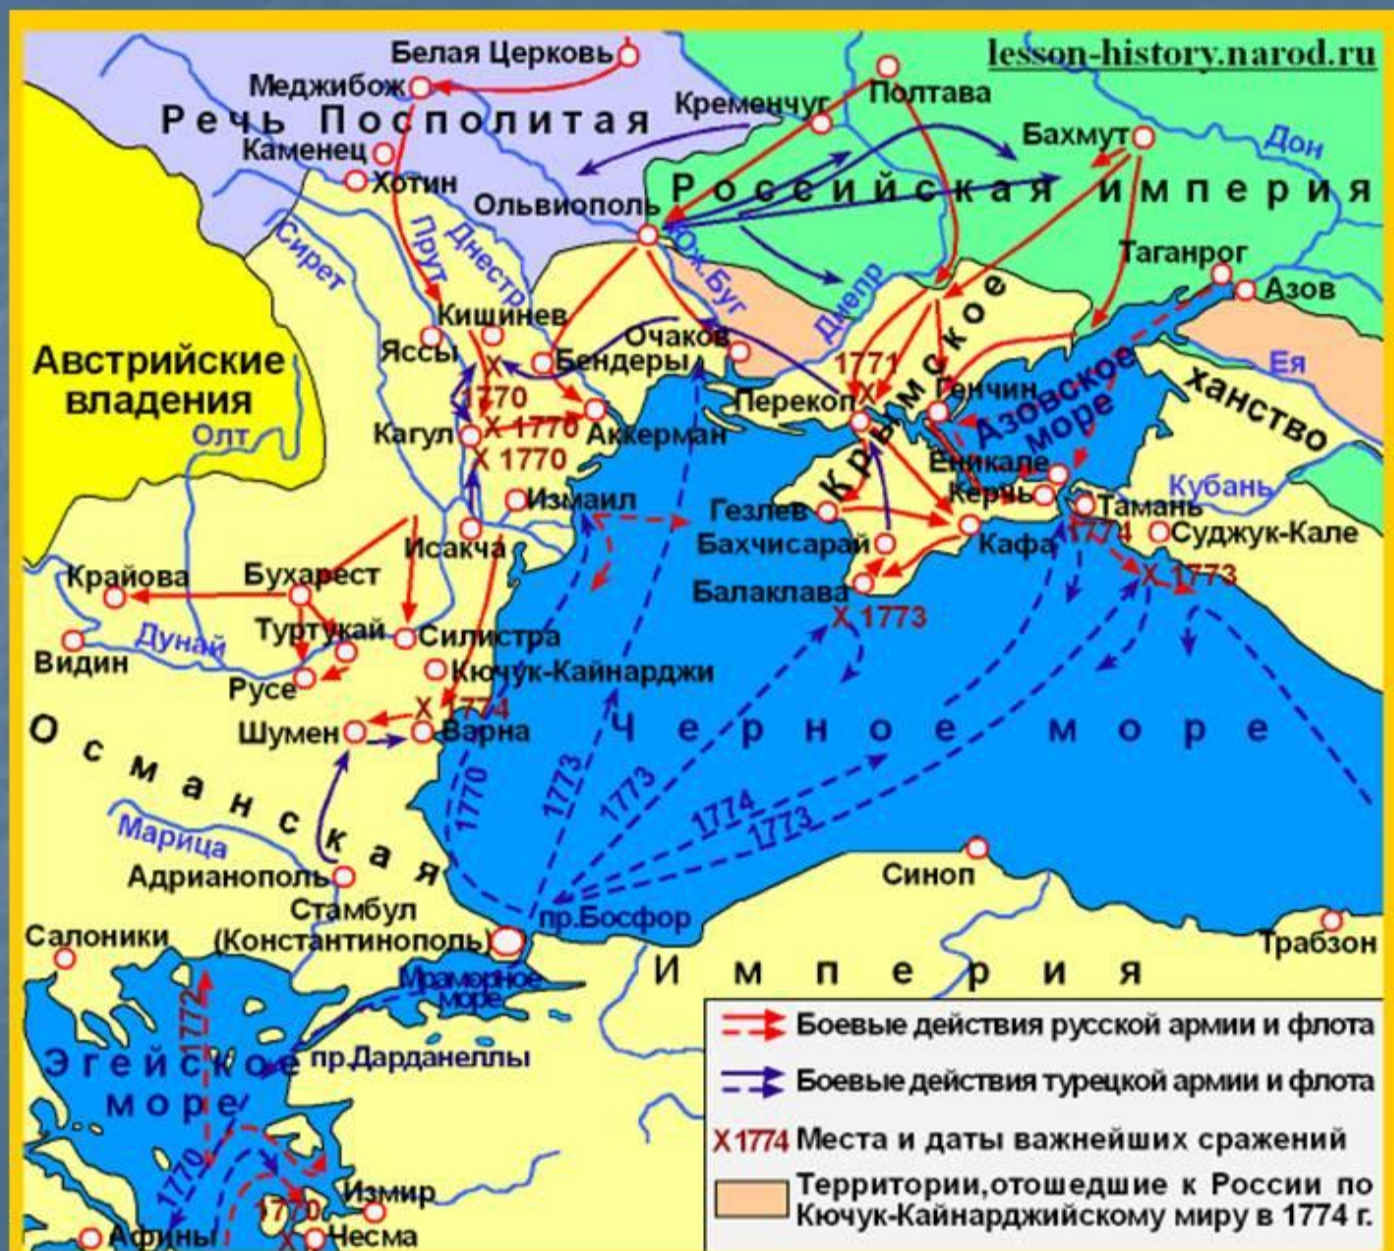 lesson-history.narod.ru
Белая Церковь
Меджибож
Речь Посполитая
Каменец
Хотин
Кременчуг
Полтава
Бахмут
Дон
Российская империя
Ольвиополь
Юж.Буг
Сирет
Прут
Днестр
Днепр
Таганрог
Азов
Ея
Кишинев
Яссы
Бендеры
Очаков
1771
Перекоп
Генчин
Крымское
ханство
Азовское
море
Австрийские
владения
Олт
1770
Кагул
X 1770
Аккерман
X 1770
Измаил
Исакча
Еникале
Керчь
Тамань
Кубань
1774
Суджук-Кале
Гезлев
Бахчисарай
Кафа
Балаклава
X 1773
X 1773
Крайова
Бухарест
Туртукай
Силистра
Дунай
Видин
Русе
Кючук-Кайнарджи
X 1774
Шумен
Варна
Черное море
Османская
Империя
1770
1773
1773
1774
1773
Марица
Адрианополь
Стамбул
(Константинополь)
пр.Босфор
Синоп
Трабзон
Салоники
Мраморное
море
пр.Дарданеллы
1772
Эгейское
море
1770
1770
Измир
Афины
Чесма
Боевые действия русской армии и флота
Боевые действия турецкой армии и флота
X 1774 Места и даты важнейших сражений
Территории,отошедшие к России по
Кючук-Кайнарджийскому миру в 1774 г.